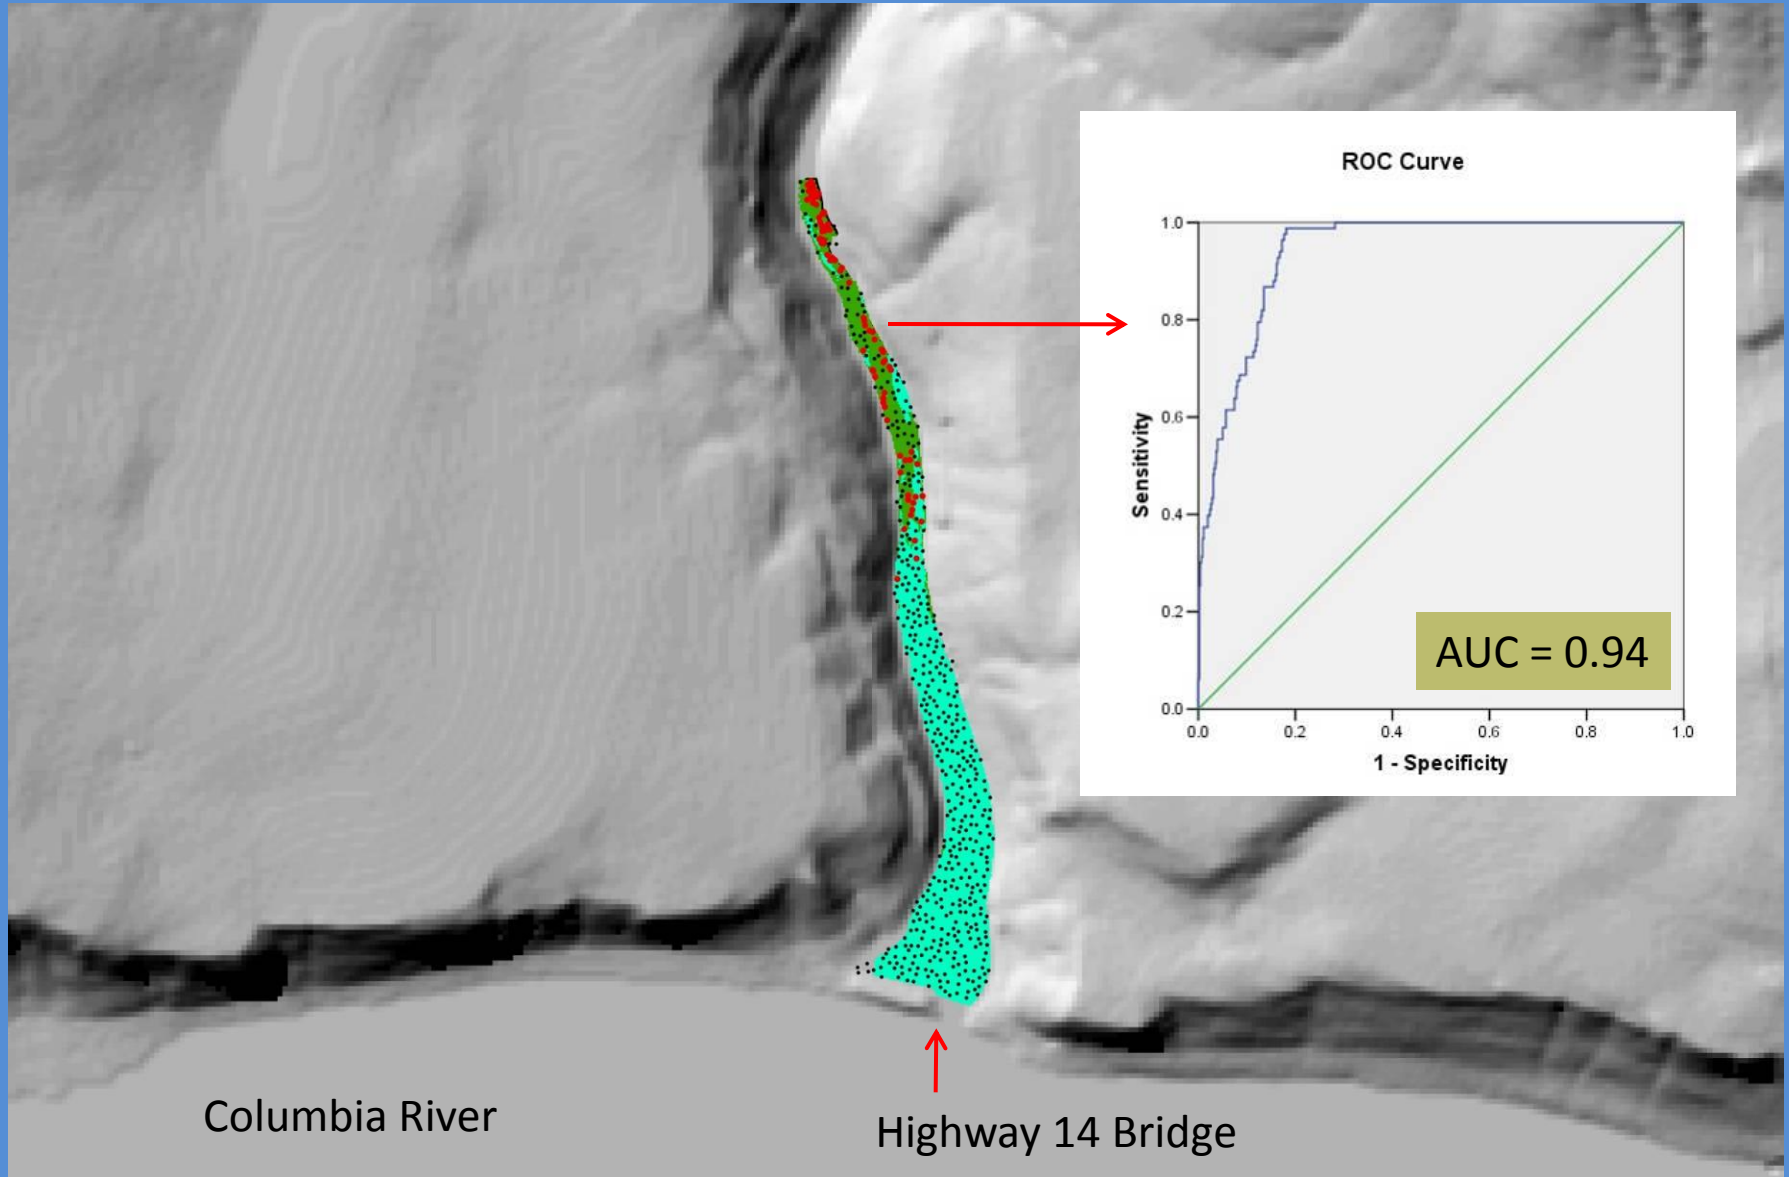 ROC Curve
1.0
0.8
0.6
0.4
0.2
0.0
Sensitivity
AUC = 0.94
0.0 0.2 0.4 0.6 0.8 1.0
1 - Specificity
Columbia River
Highway 14 Bridge